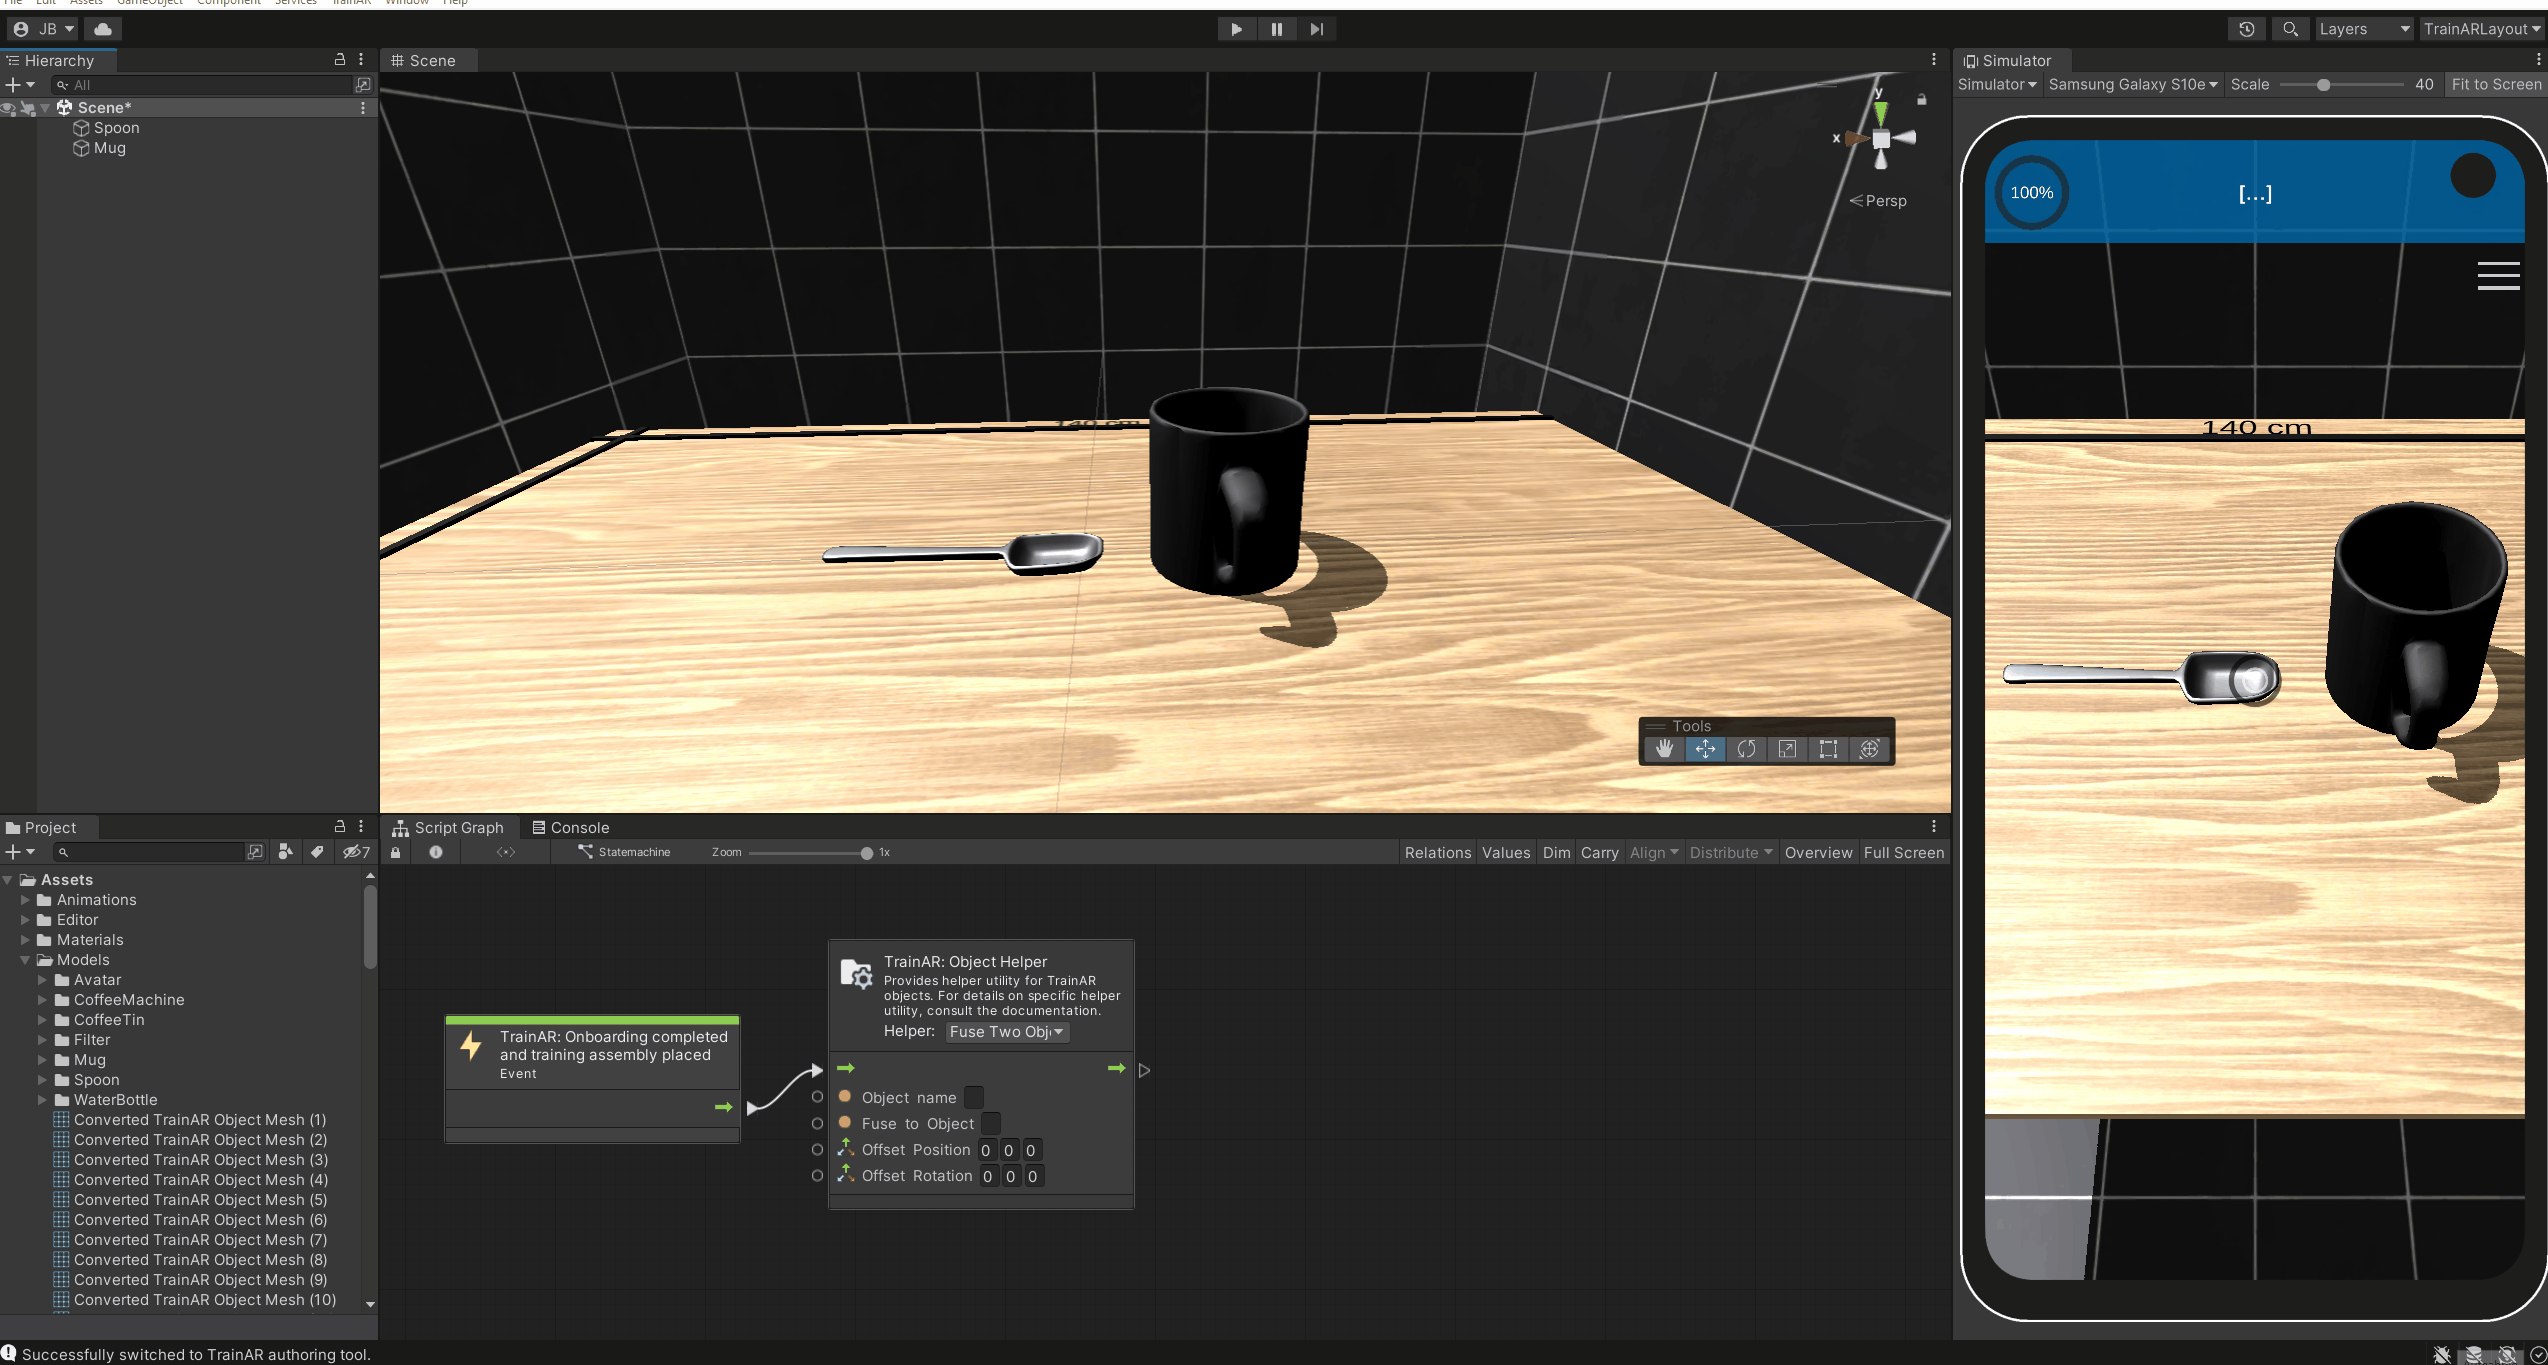 File Edit Assets GameObject Component Services TrainAR Window Help
JB
Layers
TrainARLayout
Hierarchy
All
Scene*
Spoon
Mug
Scene
y
x
Persp
140 cm
Tools
Simulator
Simulator
Samsung Galaxy S10e
Scale
40
Fit to Screen
100%
[...]
140 cm
Project
7
Assets
Animations
Editor
Materials
Models
Avatar
CoffeeMachine
CoffeeTin
Filter
Mug
Spoon
WaterBottle
Converted TrainAR Object Mesh (1)
Converted TrainAR Object Mesh (2)
Converted TrainAR Object Mesh (3)
Converted TrainAR Object Mesh (4)
Converted TrainAR Object Mesh (5)
Converted TrainAR Object Mesh (6)
Converted TrainAR Object Mesh (7)
Converted TrainAR Object Mesh (8)
Converted TrainAR Object Mesh (9)
Converted TrainAR Object Mesh (10)
Script Graph
Console
Statemachine
Zoom
1x
Relations
Values
Dim
Carry
Align
Distribute
Overview
Full Screen
TrainAR: Onboarding completed
and training assembly placed
Event
TrainAR: Object Helper
Provides helper utility for TrainAR
objects. For details on specific helper
utility, consult the documentation.
Helper: Fuse Two Obj
Object name
Fuse to Object
Offset Position 0 0 0
Offset Rotation 0 0 0
Successfully switched to TrainAR authoring tool.